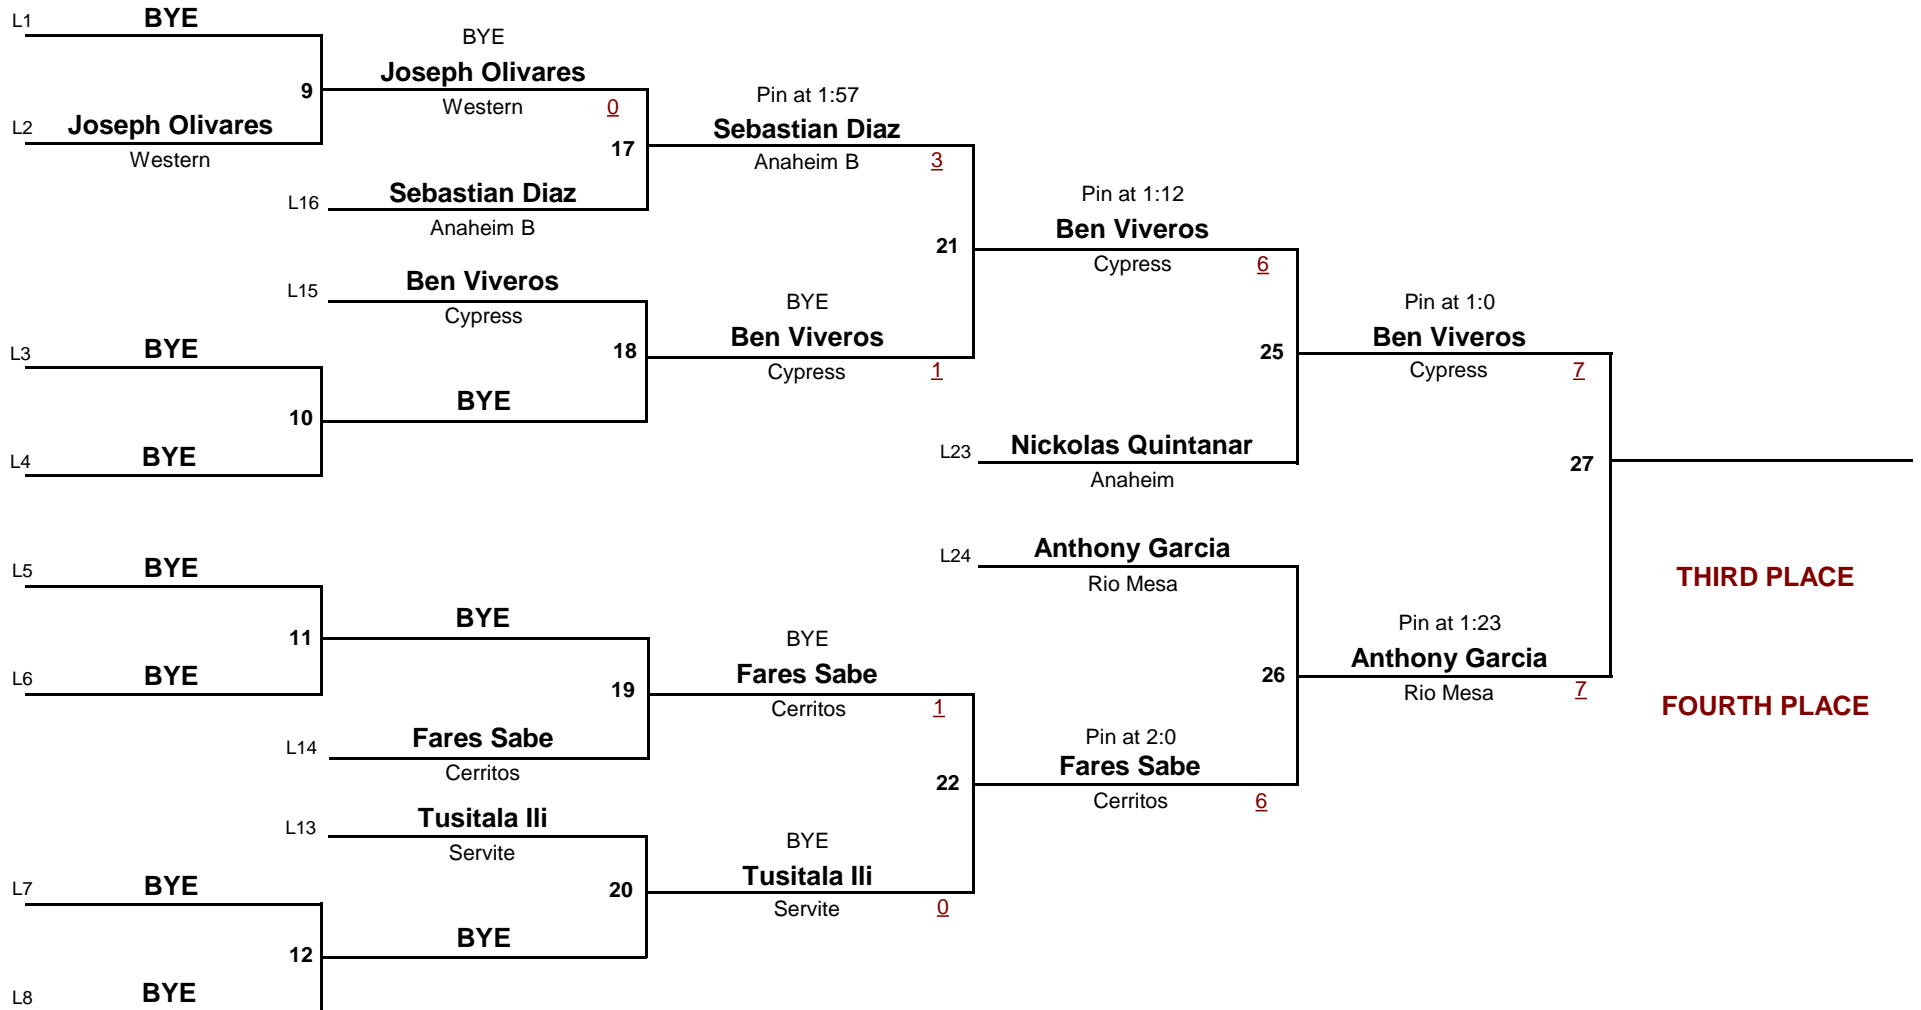 L1 BYE
9
L2 Joseph Olivares
Western
BYE
Joseph Olivares
Western 0
17
L16 Sebastian Diaz
Anaheim B
Pin at 1:57
Sebastian Diaz
Anaheim B 3
L15 Ben Viveros
Cypress
18
L3 BYE
10
L4 BYE
BYE
BYE
Ben Viveros
Cypress 1
21
Pin at 1:12
Ben Viveros
Cypress 6
25
L23 Nickolas Quintanar
Anaheim
Pin at 1:0
Ben Viveros
Cypress 7
27
L5 BYE
11
L6 BYE
BYE
19
L14 Fares Sabe
Cerritos
BYE
Fares Sabe
Cerritos 1
22
L13 Tusitala Ili
Servite
20
L7 BYE
12
L8 BYE
BYE
BYE
Tusitala Ili
Servite 0
L24 Anthony Garcia
Rio Mesa
26
Pin at 2:0
Fares Sabe
Cerritos 6
Pin at 1:23
Anthony Garcia
Rio Mesa 7
THIRD PLACE
FOURTH PLACE